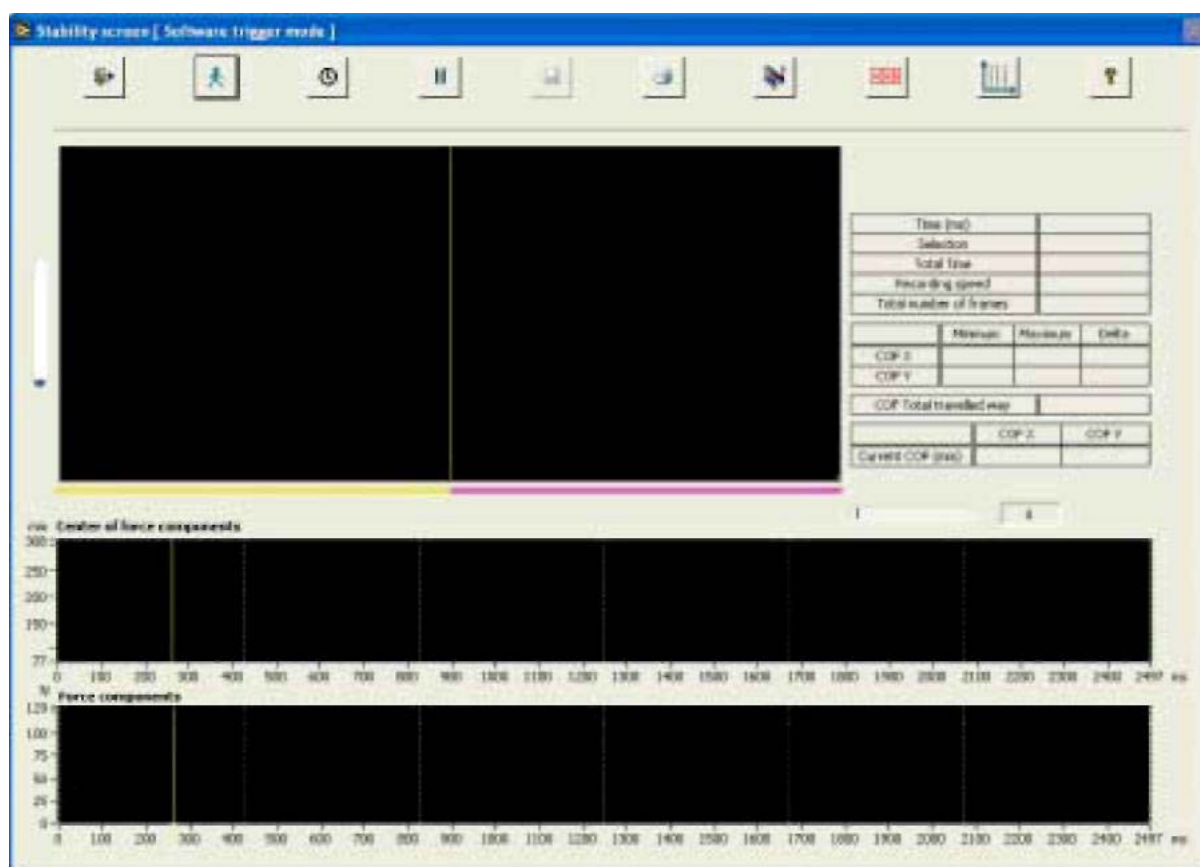 Stability screen [ Software trigger mode ]
Time (ms)
Selection
Total Time
Recording speed
Total number of frames
Minimum Maximum Delta
COP X
COP Y
COP Total travelled way
COP X COP Y
Current COP (mm)
Center of force components
300
250
200
150
77
0 100 200 300 400 500 600 700 800 900 1000 1100 1200 1300 1400 1500 1600 1700 1800 1900 2000 2100 2200 2300 2400 2497 ms
N
Force components
129
100
75
50
25
0
0 100 200 300 400 500 600 700 800 900 1000 1100 1200 1300 1400 1500 1600 1700 1800 1900 2000 2100 2200 2300 2400 2497 ms